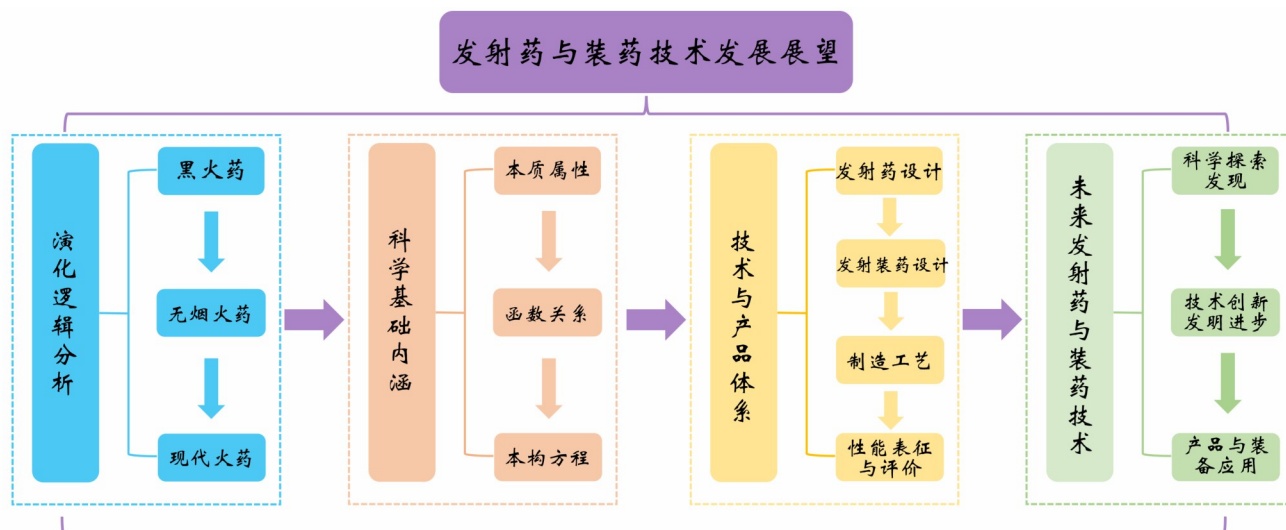 发射药与装药技术发展展望
演化逻辑分析
黑火药
无烟火药
现代火药
科学基础内涵
本质属性
函数关系
本构方程
技术与产品体系
发射药设计
发射装药设计
制造工艺
性能表征
与评价
未来发射药与装药技术
科学探索
发现
技术创新
发明进步
产品与装
备应用